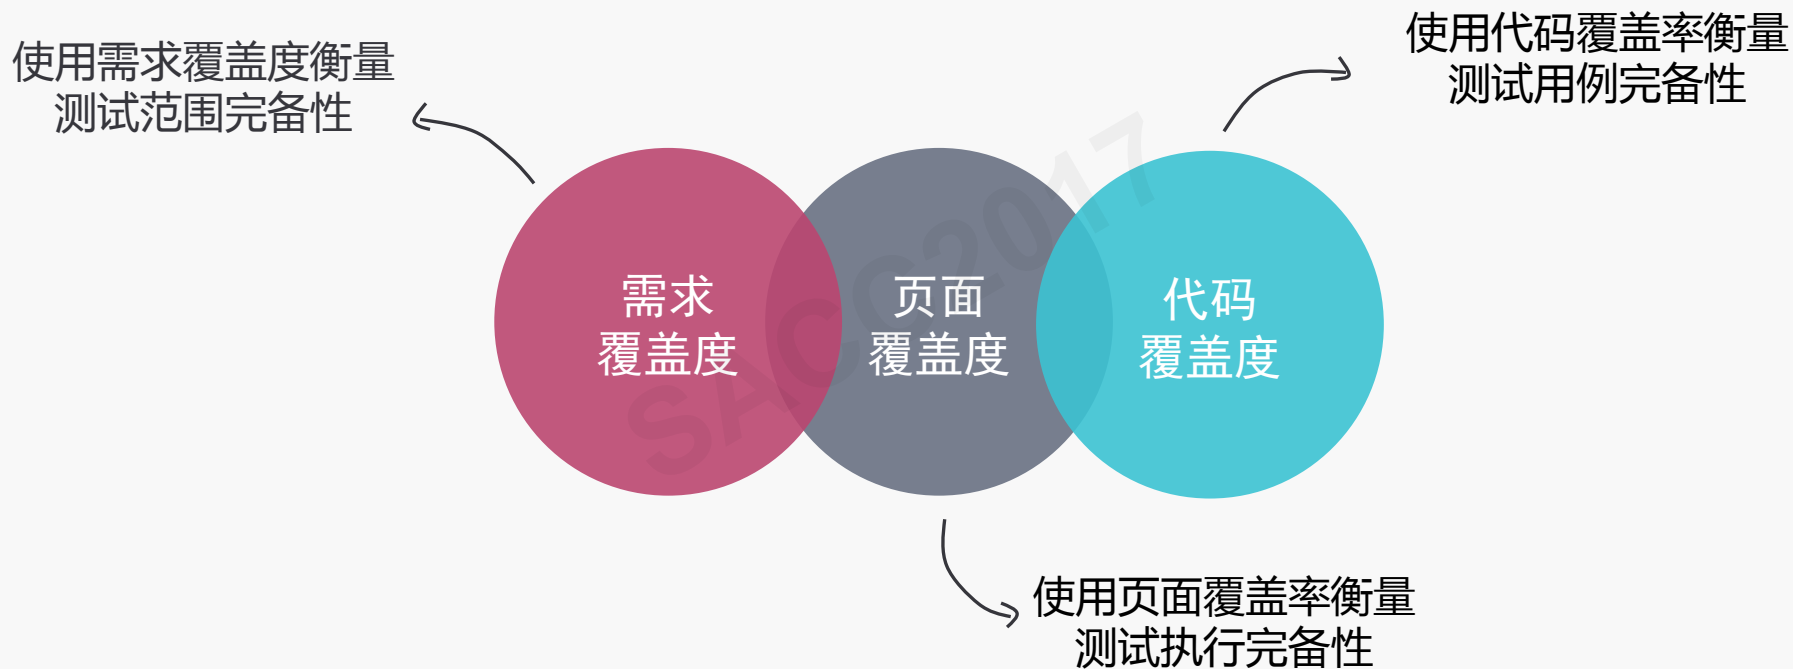 使用需求覆盖度衡量
测试范围完备性
使用代码覆盖率衡量
测试用例完备性
需求
覆盖度
页面
覆盖度
代码
覆盖度
SACC2017
使用页面覆盖率衡量
测试执行完备性